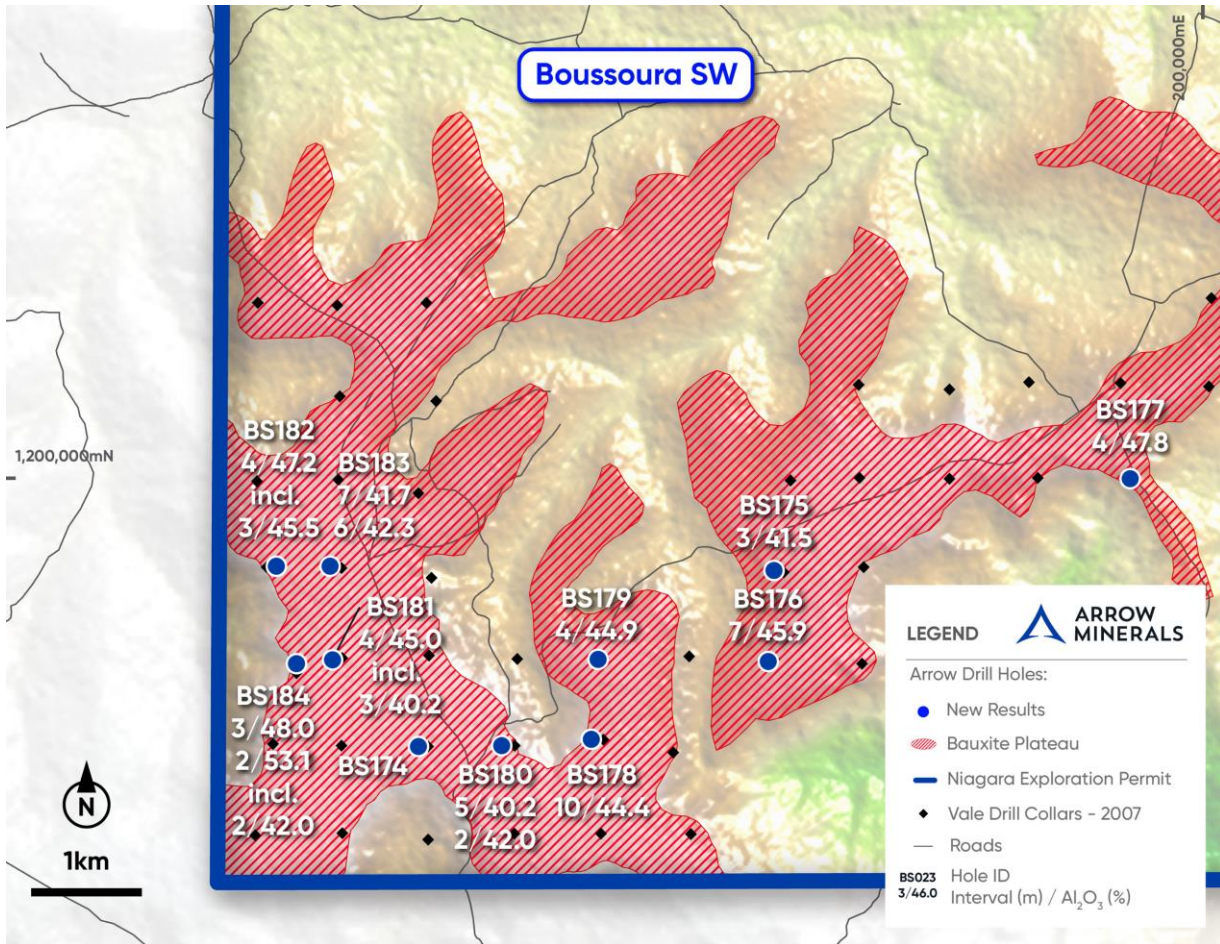 Boussoura SW
200,000mE
1,200,000mN
BS182
4/47.2
incl.
3/45.5
BS183
7/41.7
6/42.3
BS177
4/47.8
BS175
3/41.5
BS181
4/45.0
incl.
3/40.2
BS179
4/44.9
BS176
7/45.9
BS184
3/48.0
2/53.1
incl.
2/42.0
BS174
BS180
5/40.2
2/42.0
BS178
10/44.4
N
1km
LEGEND
ARROW
MINERALS
Arrow Drill Holes:
New Results
Bauxite Plateau
Niagara Exploration Permit
Vale Drill Collars - 2007
Roads
BS023
3/46.0
Hole ID
Interval (m) / Al₂O₃ (%)